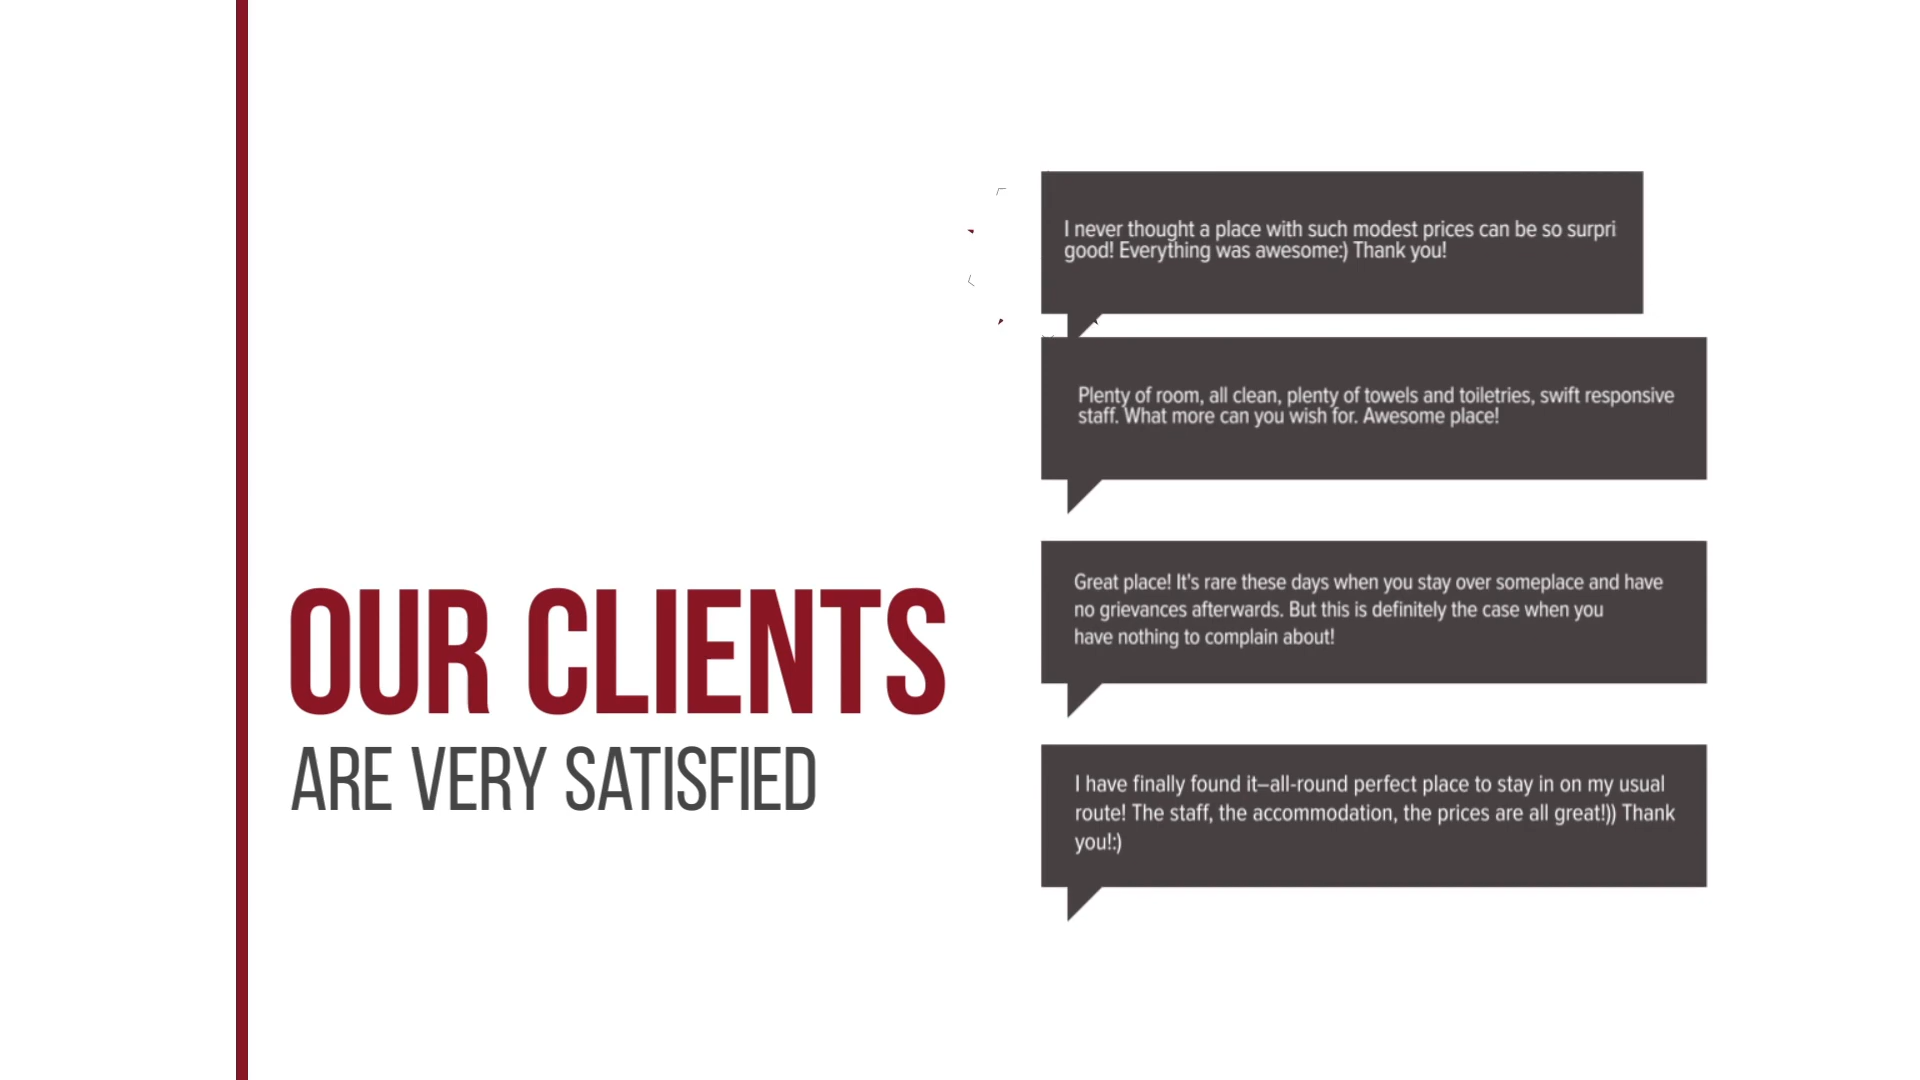 OUR CLIENTS
ARE VERY SATISFIED
I never thought a place with such modest prices can be so surpri
good! Everything was awesome:) Thank you!
Plenty of room, all clean, plenty of towels and toiletries, swift responsive
staff. What more can you wish for. Awesome place!
Great place! It's rare these days when you stay over someplace and have
no grievances afterwards. But this is definitely the case when you
have nothing to complain about!
I have finally found it–all-round perfect place to stay in on my usual
route! The staff, the accommodation, the prices are all great!)) Thank
you!:)